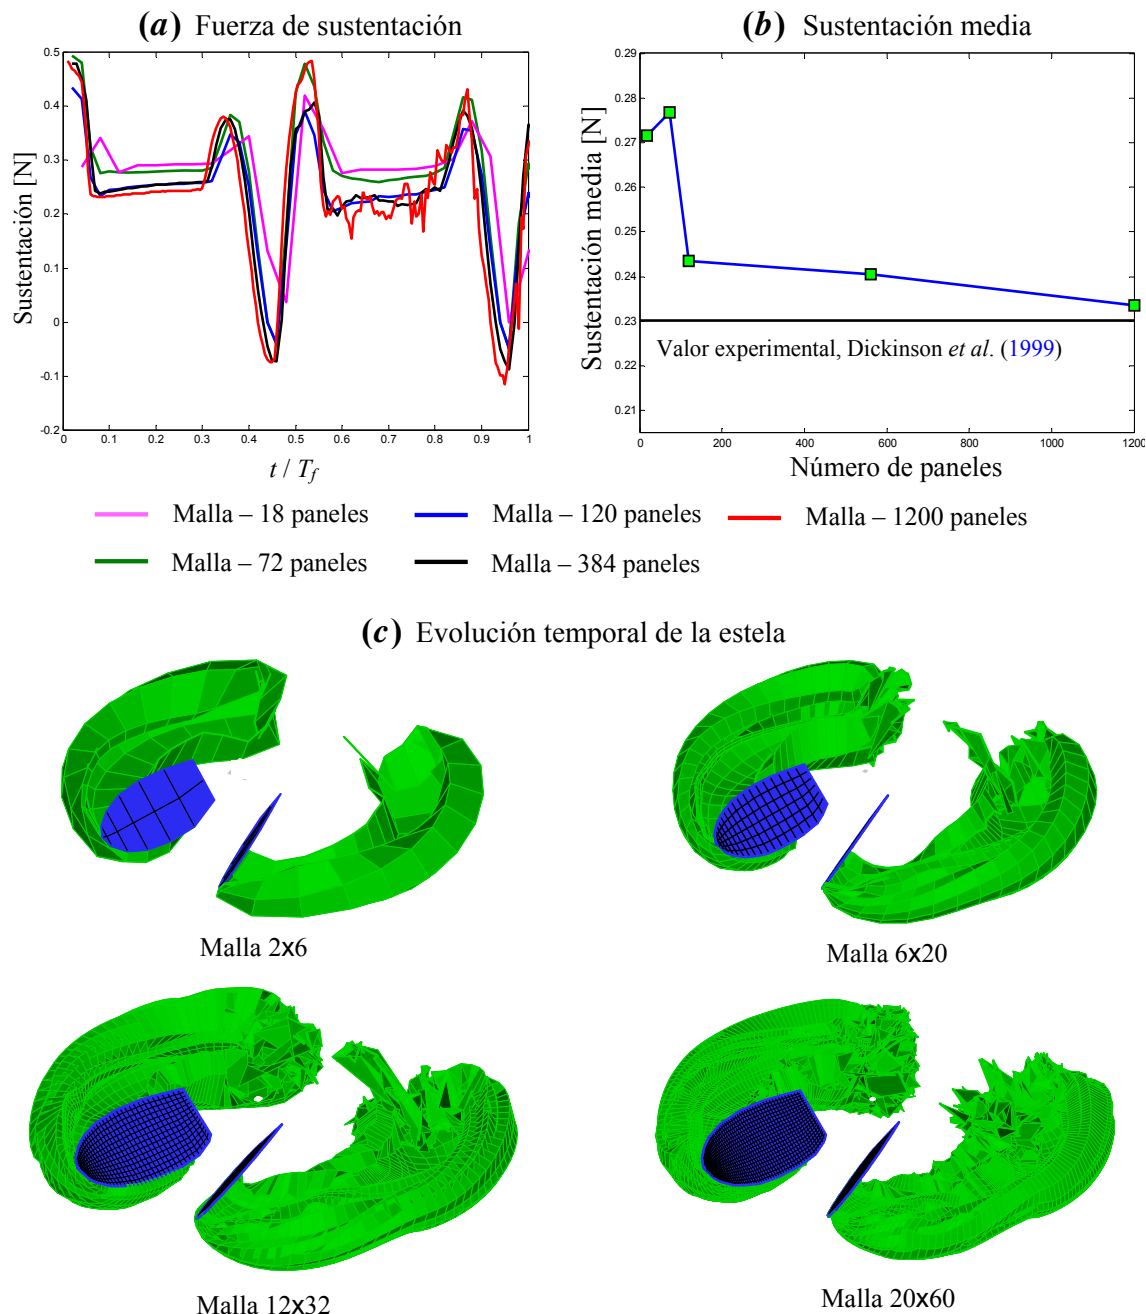 (a) Fuerza de sustentación
(b) Sustentación media
0.5
0.4
0.3
0.2
0.1
0
-0.1
-0.2
Sustentación [N]
0 0.1 0.2 0.3 0.4 0.5 0.6 0.7 0.8 0.9 1
t / Tf
0.29
0.28
0.27
0.26
0.25
0.24
0.23
0.22
0.21
Sustentación media [N]
Valor experimental, Dickinson et al. (1999)
0 200 400 600 800 1000 1200
Número de paneles
Malla – 18 paneles
Malla – 120 paneles
Malla – 1200 paneles
Malla – 72 paneles
Malla – 384 paneles
(c) Evolución temporal de la estela
Malla 2x6
Malla 6x20
Malla 12x32
Malla 20x60